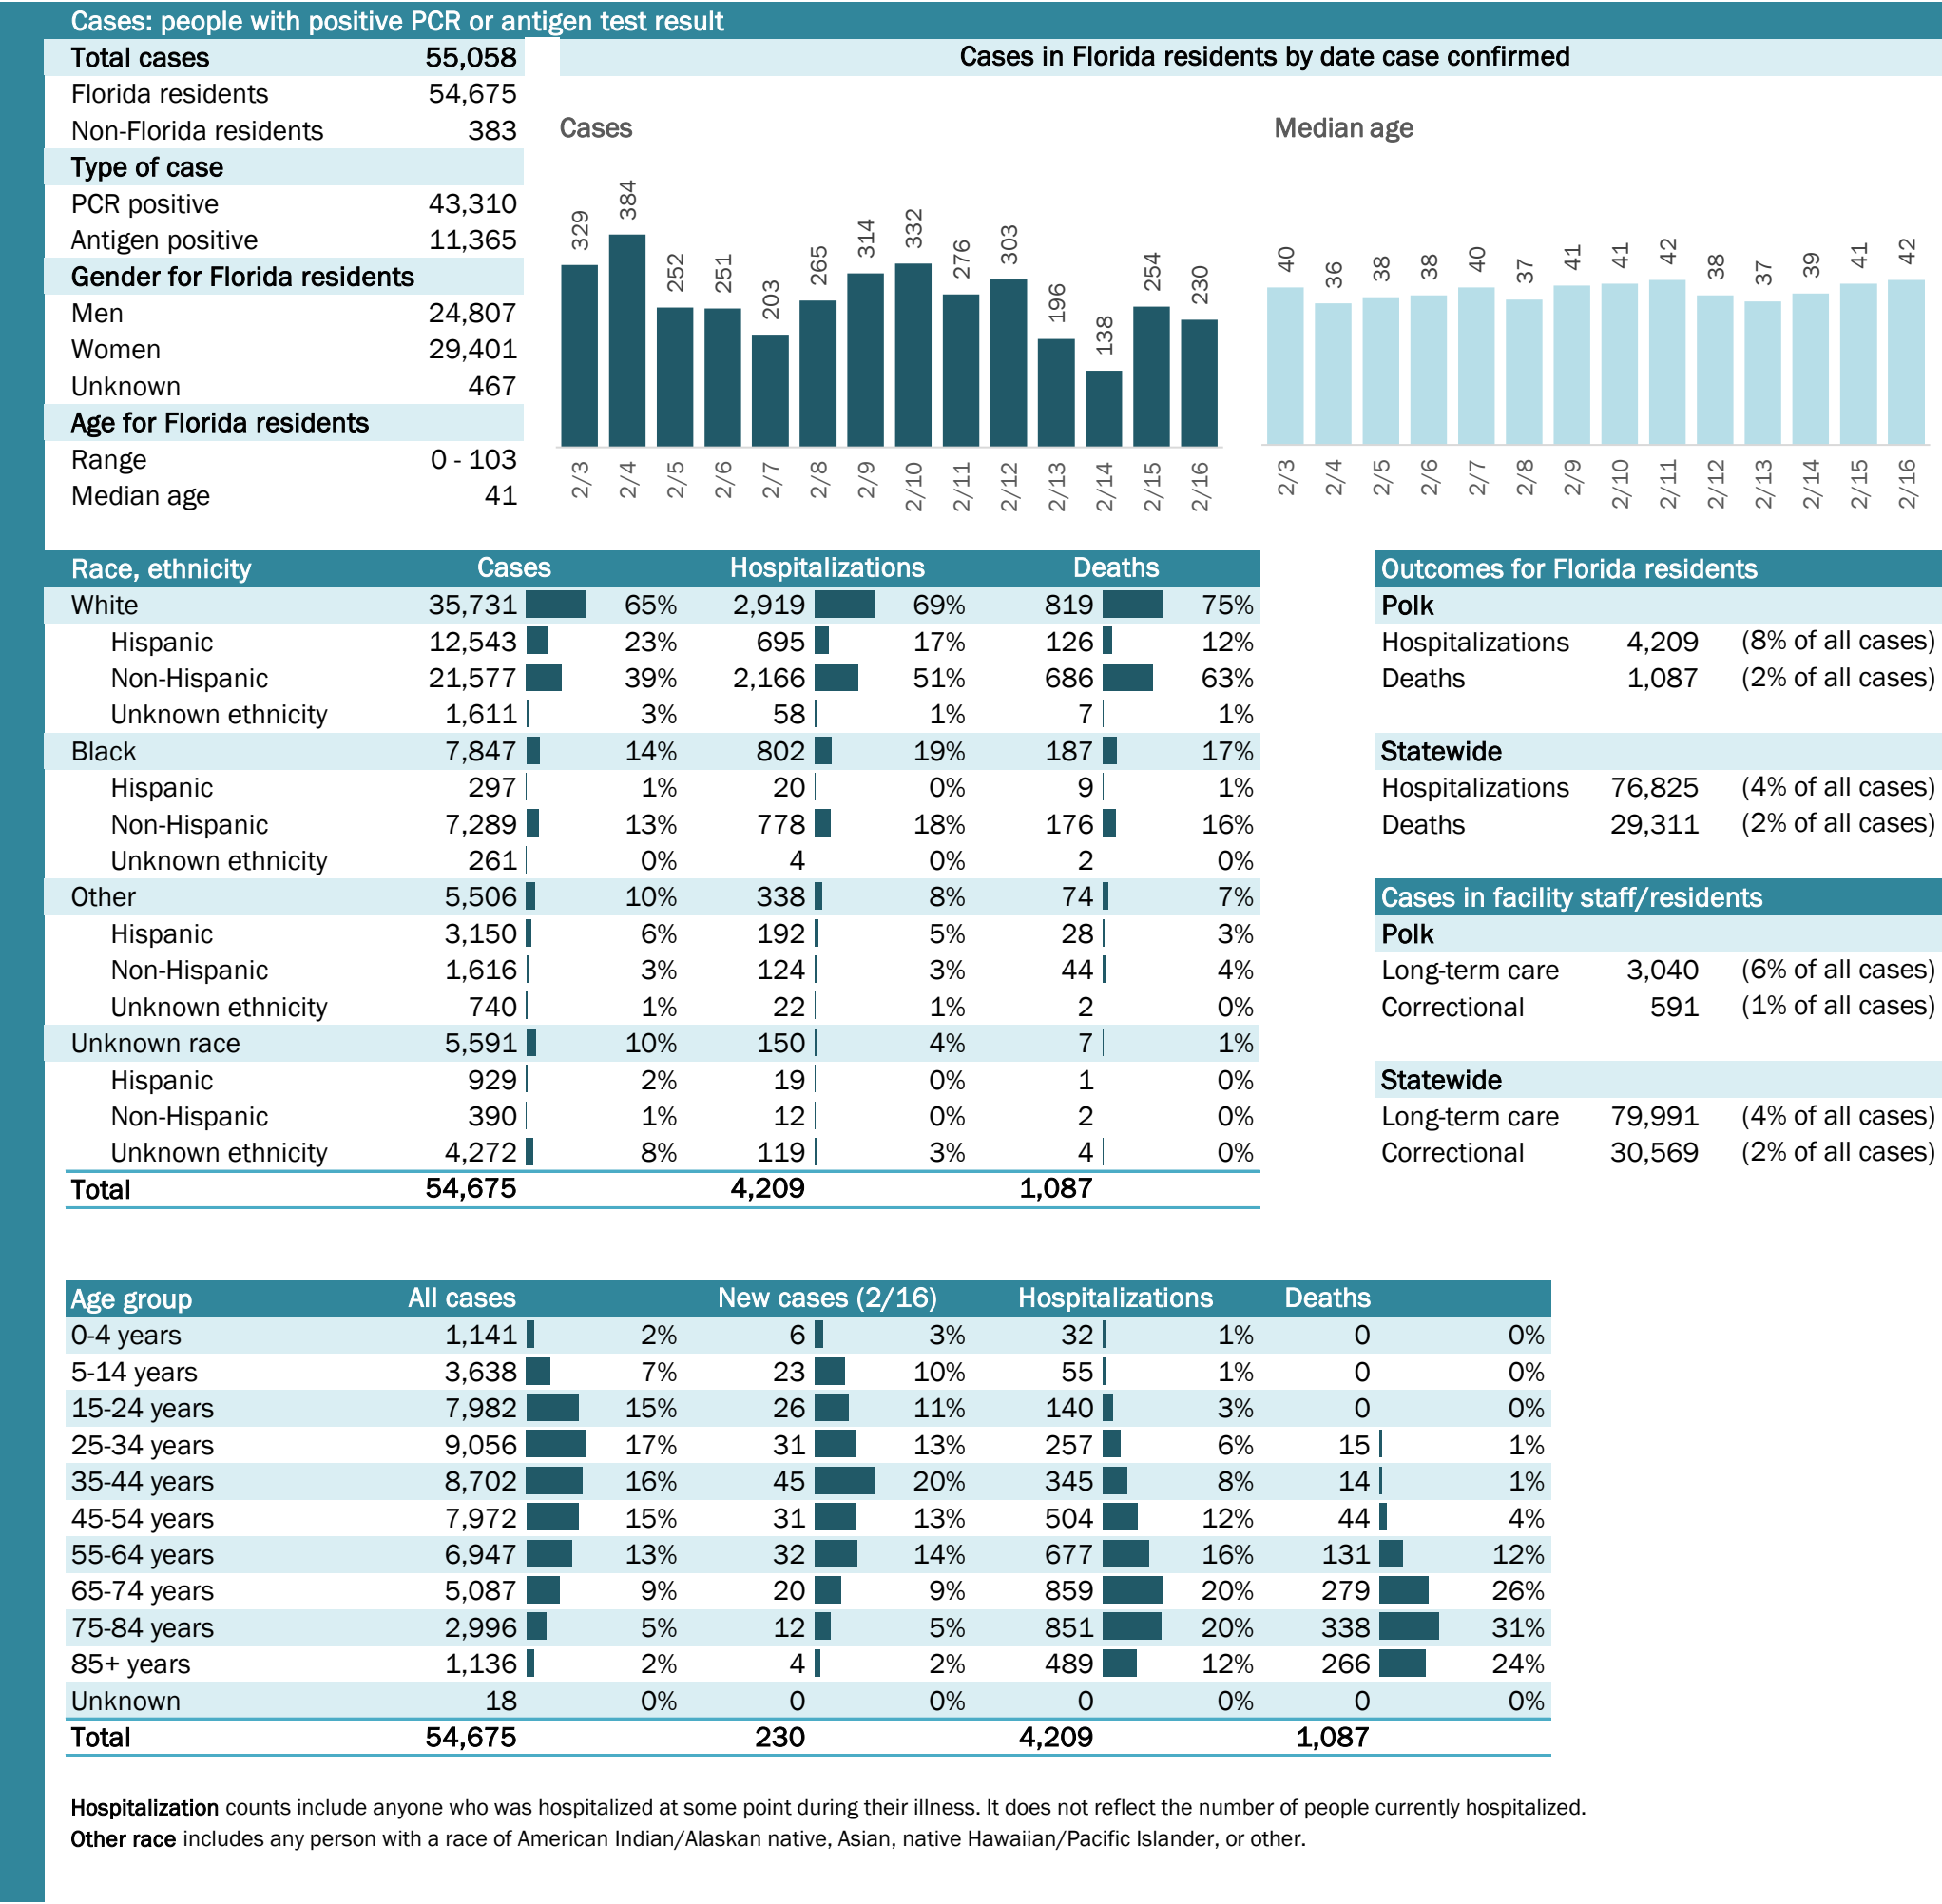 Cases: people with positive PCR or antigen test result
Total cases 55,058
Florida residents 54,675
Non-Florida residents 383
Type of case
PCR positive 43,310
Antigen positive 11,365
Gender for Florida residents
Men 24,807
Women 29,401
Unknown 467
Age for Florida residents
Range 0 - 103
Median age 41
Cases in Florida residents by date case confirmed
Cases
329 384 252 251 203 265 314 332 276 303 196 138 254 230
2/3 2/4 2/5 2/6 2/7 2/8 2/9 2/10 2/11 2/12 2/13 2/14 2/15 2/16
Median age
40 36 38 38 40 37 41 41 42 38 37 39 41 42
2/3 2/4 2/5 2/6 2/7 2/8 2/9 2/10 2/11 2/12 2/13 2/14 2/15 2/16
Race, ethnicity Cases Hospitalizations Deaths
White 35,731 65% 2,919 69% 819 75%
Hispanic 12,543 23% 695 17% 126 12%
Non-Hispanic 21,577 39% 2,166 51% 686 63%
Unknown ethnicity 1,611 3% 58 1% 7 1%
Black 7,847 14% 802 19% 187 17%
Hispanic 297 1% 20 0% 9 1%
Non-Hispanic 7,289 13% 778 18% 176 16%
Unknown ethnicity 261 0% 4 0% 2 0%
Other 5,506 10% 338 8% 74 7%
Hispanic 3,150 6% 192 5% 28 3%
Non-Hispanic 1,616 3% 124 3% 44 4%
Unknown ethnicity 740 1% 22 1% 2 0%
Unknown race 5,591 10% 150 4% 7 1%
Hispanic 929 2% 19 0% 1 0%
Non-Hispanic 390 1% 12 0% 2 0%
Unknown ethnicity 4,272 8% 119 3% 4 0%
Total 54,675 4,209 1,087
Outcomes for Florida residents
Polk
Hospitalizations 4,209 (8% of all cases)
Deaths 1,087 (2% of all cases)
Statewide
Hospitalizations 76,825 (4% of all cases)
Deaths 29,311 (2% of all cases)
Cases in facility staff/residents
Polk
Long-term care 3,040 (6% of all cases)
Correctional 591 (1% of all cases)
Statewide
Long-term care 79,991 (4% of all cases)
Correctional 30,569 (2% of all cases)
Age group All cases New cases (2/16) Hospitalizations Deaths
0-4 years 1,141 2% 6 3% 32 1% 0 0%
5-14 years 3,638 7% 23 10% 55 1% 0 0%
15-24 years 7,982 15% 26 11% 140 3% 0 0%
25-34 years 9,056 17% 31 13% 257 6% 15 1%
35-44 years 8,702 16% 45 20% 345 8% 14 1%
45-54 years 7,972 15% 31 13% 504 12% 44 4%
55-64 years 6,947 13% 32 14% 677 16% 131 12%
65-74 years 5,087 9% 20 9% 859 20% 279 26%
75-84 years 2,996 5% 12 5% 851 20% 338 31%
85+ years 1,136 2% 4 2% 489 12% 266 24%
Unknown 18 0% 0 0% 0 0% 0 0%
Total 54,675 230 4,209 1,087
Hospitalization counts include anyone who was hospitalized at some point during their illness. It does not reflect the number of people currently hospitalized.
Other race includes any person with a race of American Indian/Alaskan native, Asian, native Hawaiian/Pacific Islander, or other.